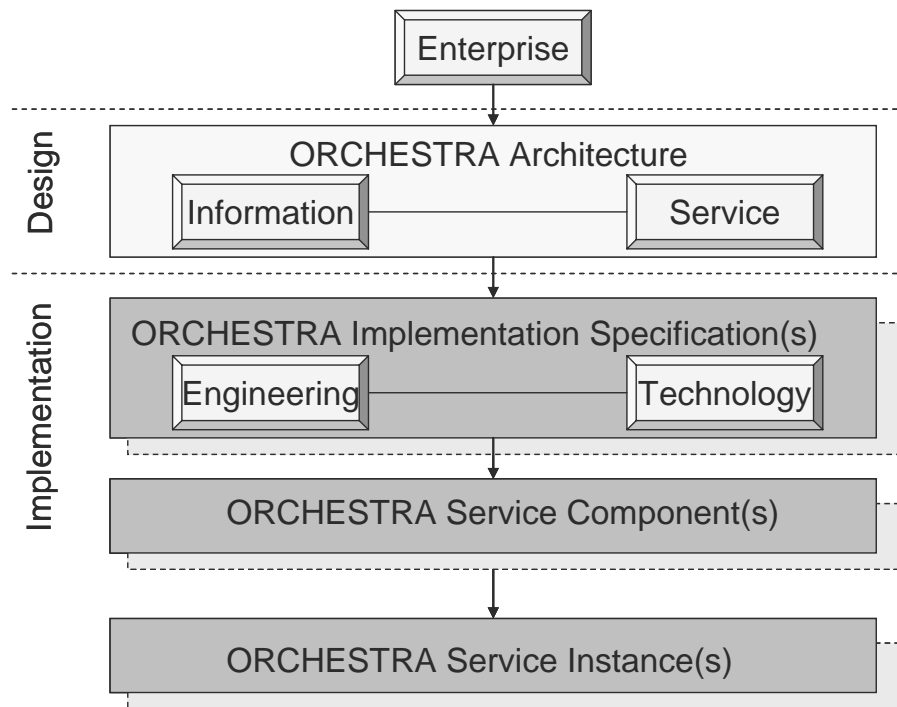 Enterprise
Design
ORCHESTRA Architecture
Information
Service
Implementation
ORCHESTRA Implementation Specification(s)
Engineering
Technology
ORCHESTRA Service Component(s)
ORCHESTRA Service Instance(s)